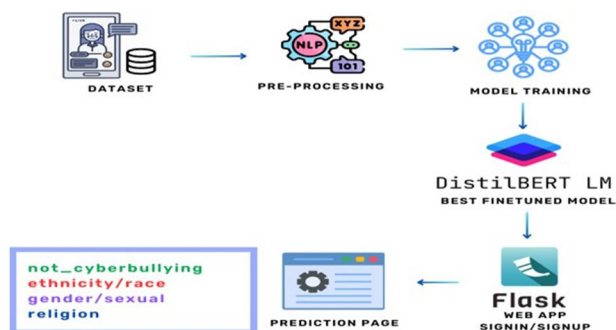 DATASET
NLP
XYZ
101
PRE-PROCESSING
MODEL TRAINING
DistilBERT LM
BEST FINETUNED MODEL
Flask
WEB APP
SIGNIN/SIGNUP
PREDICTION PAGE
not_cyberbullying
ethnicity/race
gender/sexual
religion